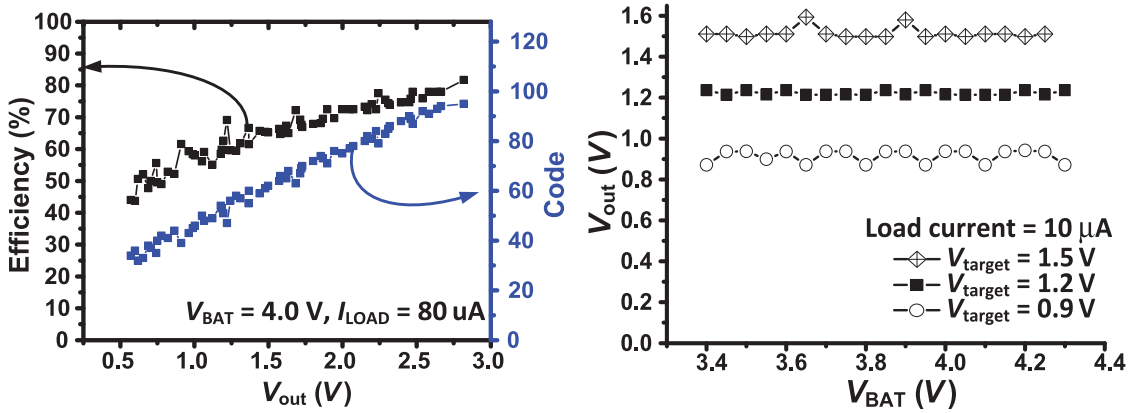 100
90
80
70
60
50
40
30
20
10
0
Efficiency (%)
120
100
80
60
40
20
0
Code
V_BAT = 4.0 V, I_LOAD = 80 uA
0.5 1.0 1.5 2.0 2.5 3.0
V_out (V)
1.6
1.4
1.2
1.0
0.8
0.6
0.4
0.2
0.0
V_out (V)
Load current = 10 μA
V_target = 1.5 V
V_target = 1.2 V
V_target = 0.9 V
3.4 3.6 3.8 4.0 4.2 4.4
V_BAT (V)